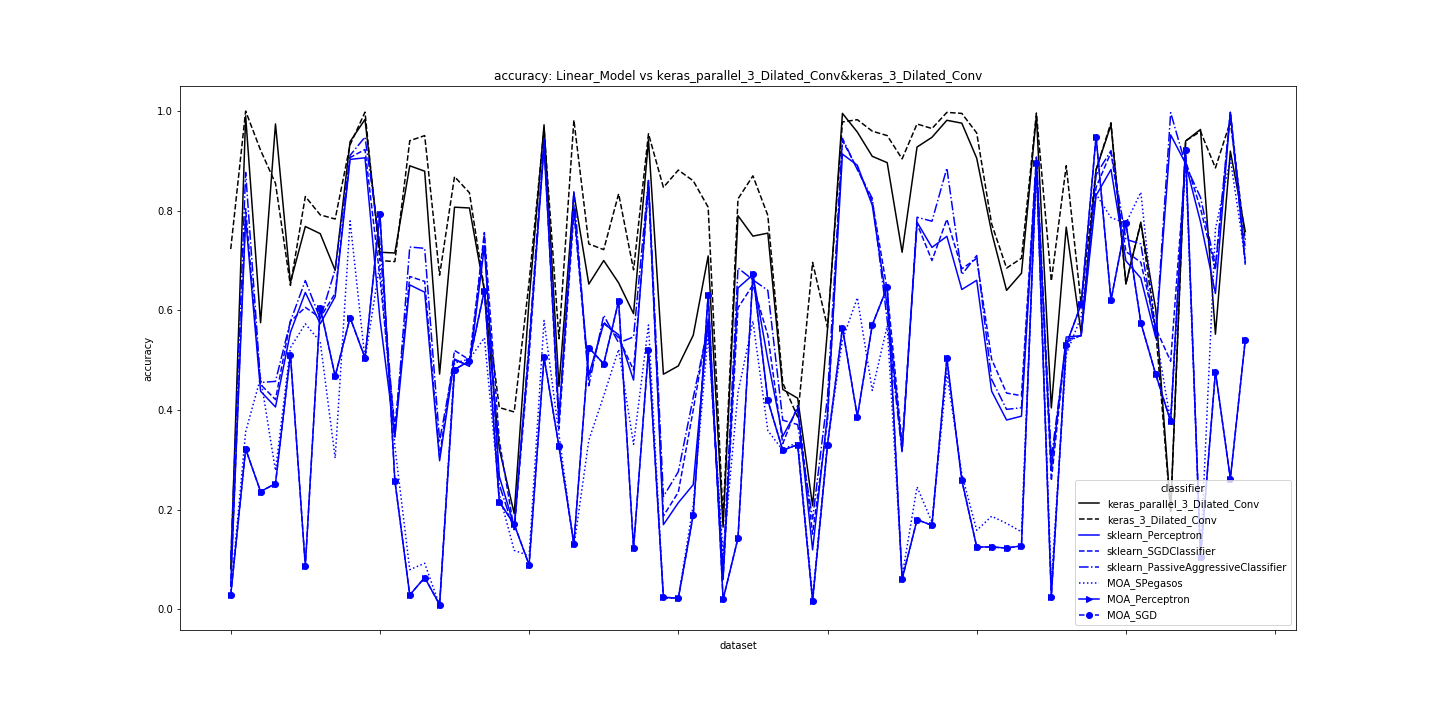 accuracy: Linear_Model vs keras_parallel_3_Dilated_Conv&keras_3_Dilated_Conv
1.0
0.8
0.6
0.4
0.2
0.0
accuracy
dataset
classifier
keras_parallel_3_Dilated_Conv
keras_3_Dilated_Conv
sklearn_Perceptron
sklearn_SGDClassifier
sklearn_PassiveAggressiveClassifier
MOA_SPegasos
MOA_Perceptron
MOA_SGD